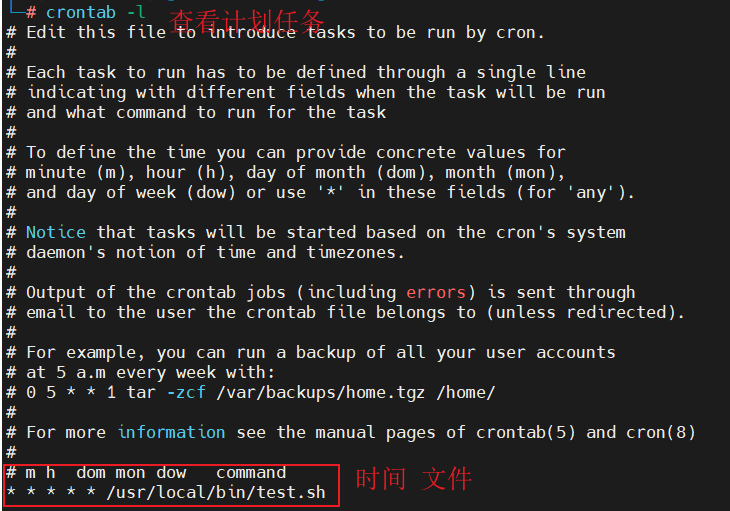 └─# crontab -l 查看计划任务
# Edit this file to introduce tasks to be run by cron.
#
# Each task to run has to be defined through a single line
# indicating with different fields when the task will be run
# and what command to run for the task
#
# To define the time you can provide concrete values for
# minute (m), hour (h), day of month (dom), month (mon),
# and day of week (dow) or use '*' in these fields (for 'any').
#
# Notice that tasks will be started based on the cron's system
# daemon's notion of time and timezones.
#
# Output of the crontab jobs (including errors) is sent through
# email to the user the crontab file belongs to (unless redirected).
#
# For example, you can run a backup of all your user accounts
# at 5 a.m every week with:
# 0 5 * * 1 tar -zcf /var/backups/home.tgz /home/
#
# For more information see the manual pages of crontab(5) and cron(8)
#
# m h  dom mon dow   command
* * * * * /usr/local/bin/test.sh
时间 文件